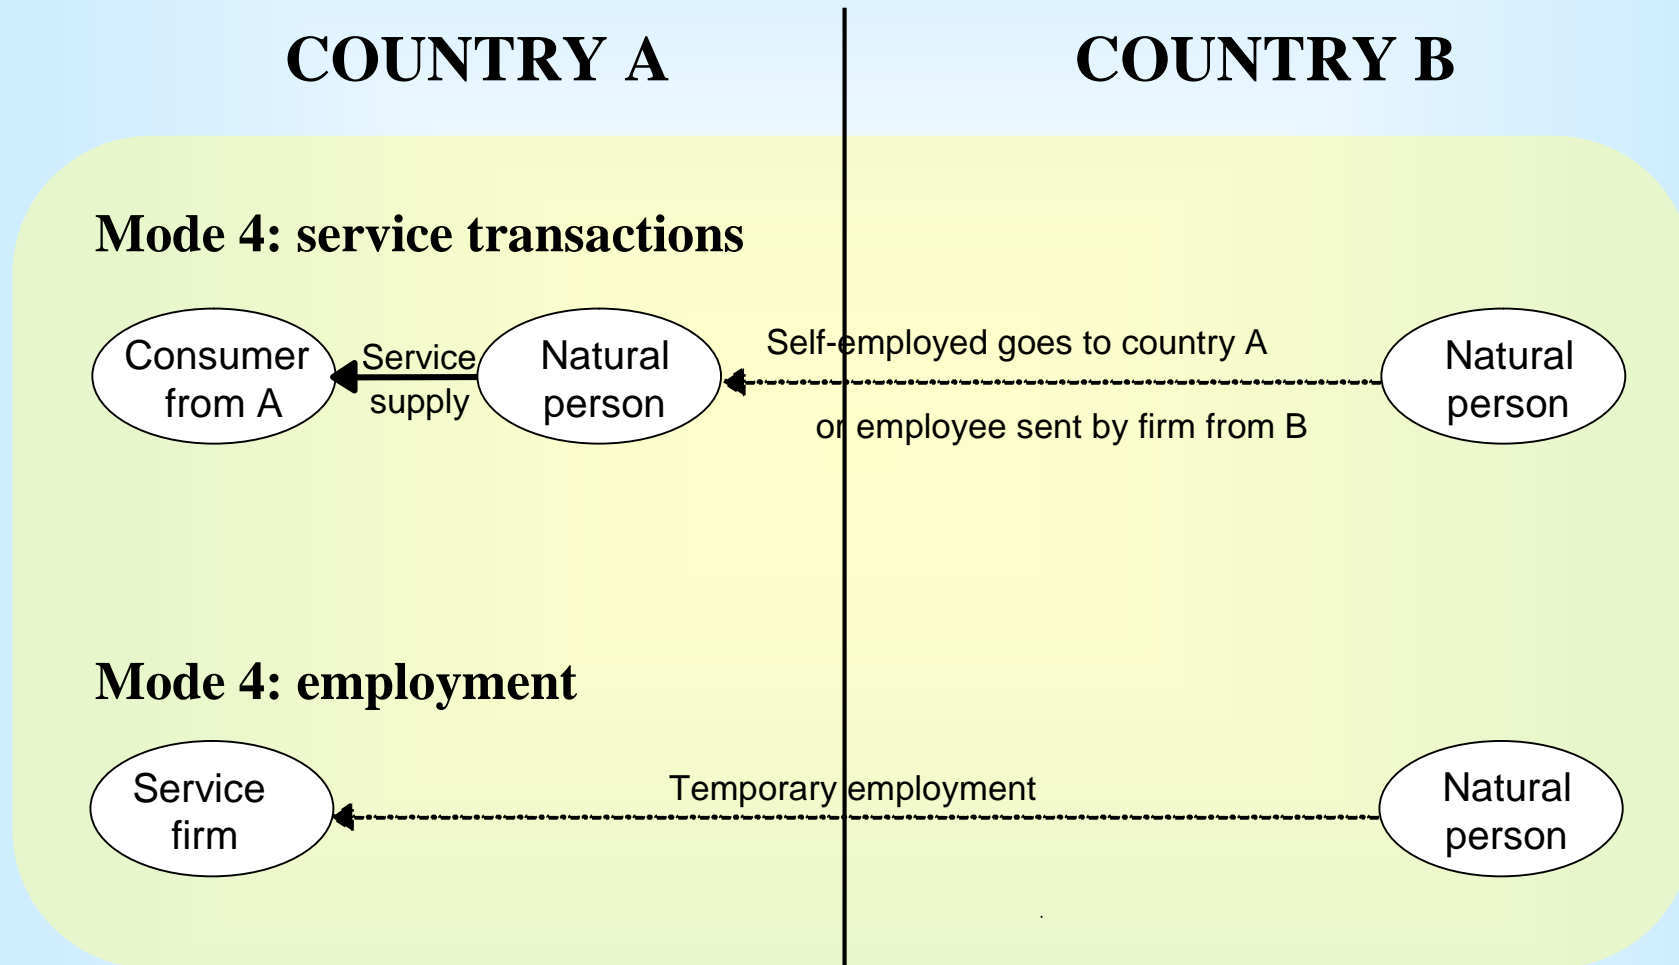 COUNTRY A
COUNTRY B
Mode 4: service transactions
Consumer
from A
Service
supply
Natural
person
Self-employed goes to country A
or employee sent by firm from B
Natural
person
Mode 4: employment
Service
firm
Temporary employment
Natural
person